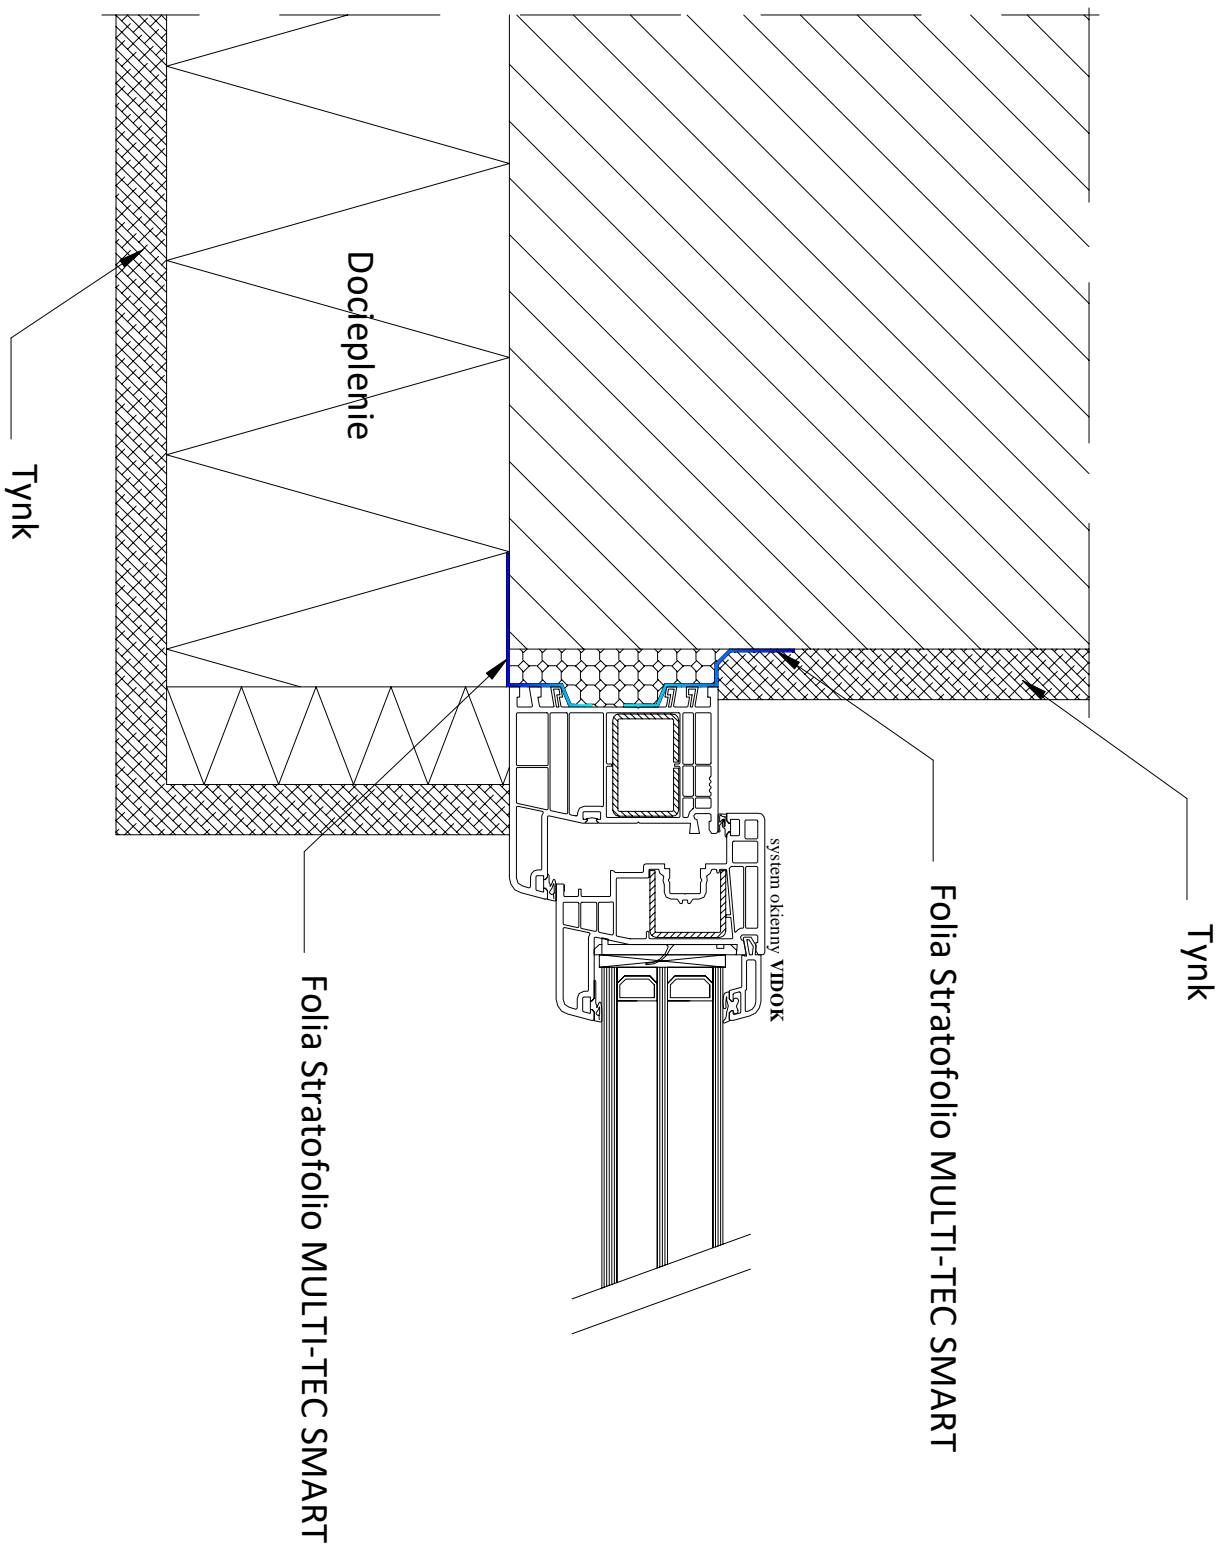 Tynk
Folia Stratofolio MULTI-TEC SMART
system okienny VIDOK
Docieplenie
Folia Stratofolio MULTI-TEC SMART
Tynk